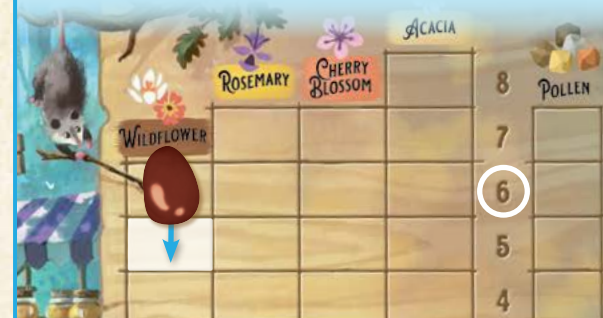 ACACIA
ROSEMARY
CHERRY
BLOSSOM
8
POLLEN
WILDFLOWER
7
6
5
4